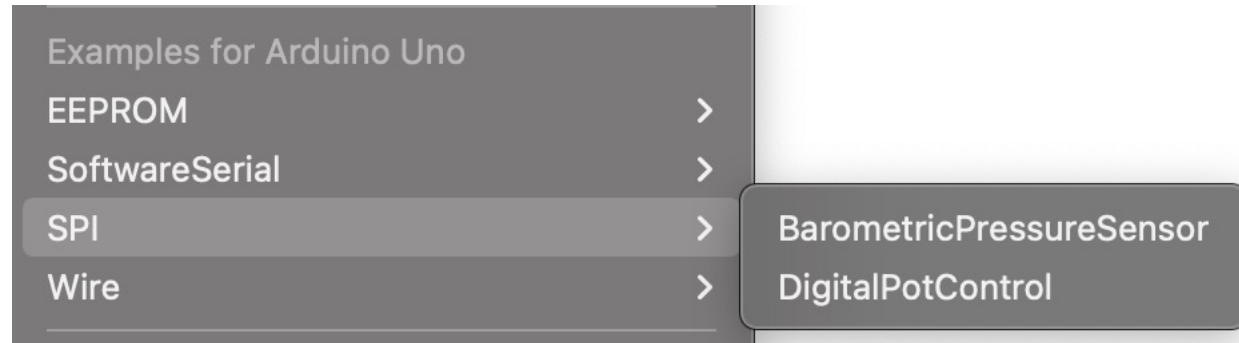 Examples for Arduino Uno
EEPROM
SoftwareSerial
SPI
Wire
BarometricPressureSensor
DigitalPotControl